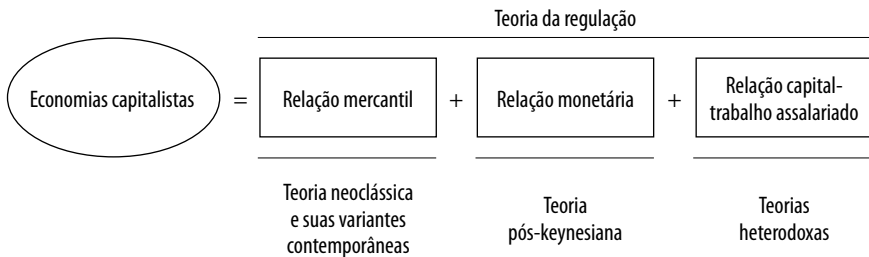 Teoria da regulação
Economias capitalistas = Relação mercantil + Relação monetária + Relação capital-
trabalho assalariado
Teoria neoclássica
e suas variantes
contemporâneas
Teoria
pós-keynesiana
Teorias
heterodoxas